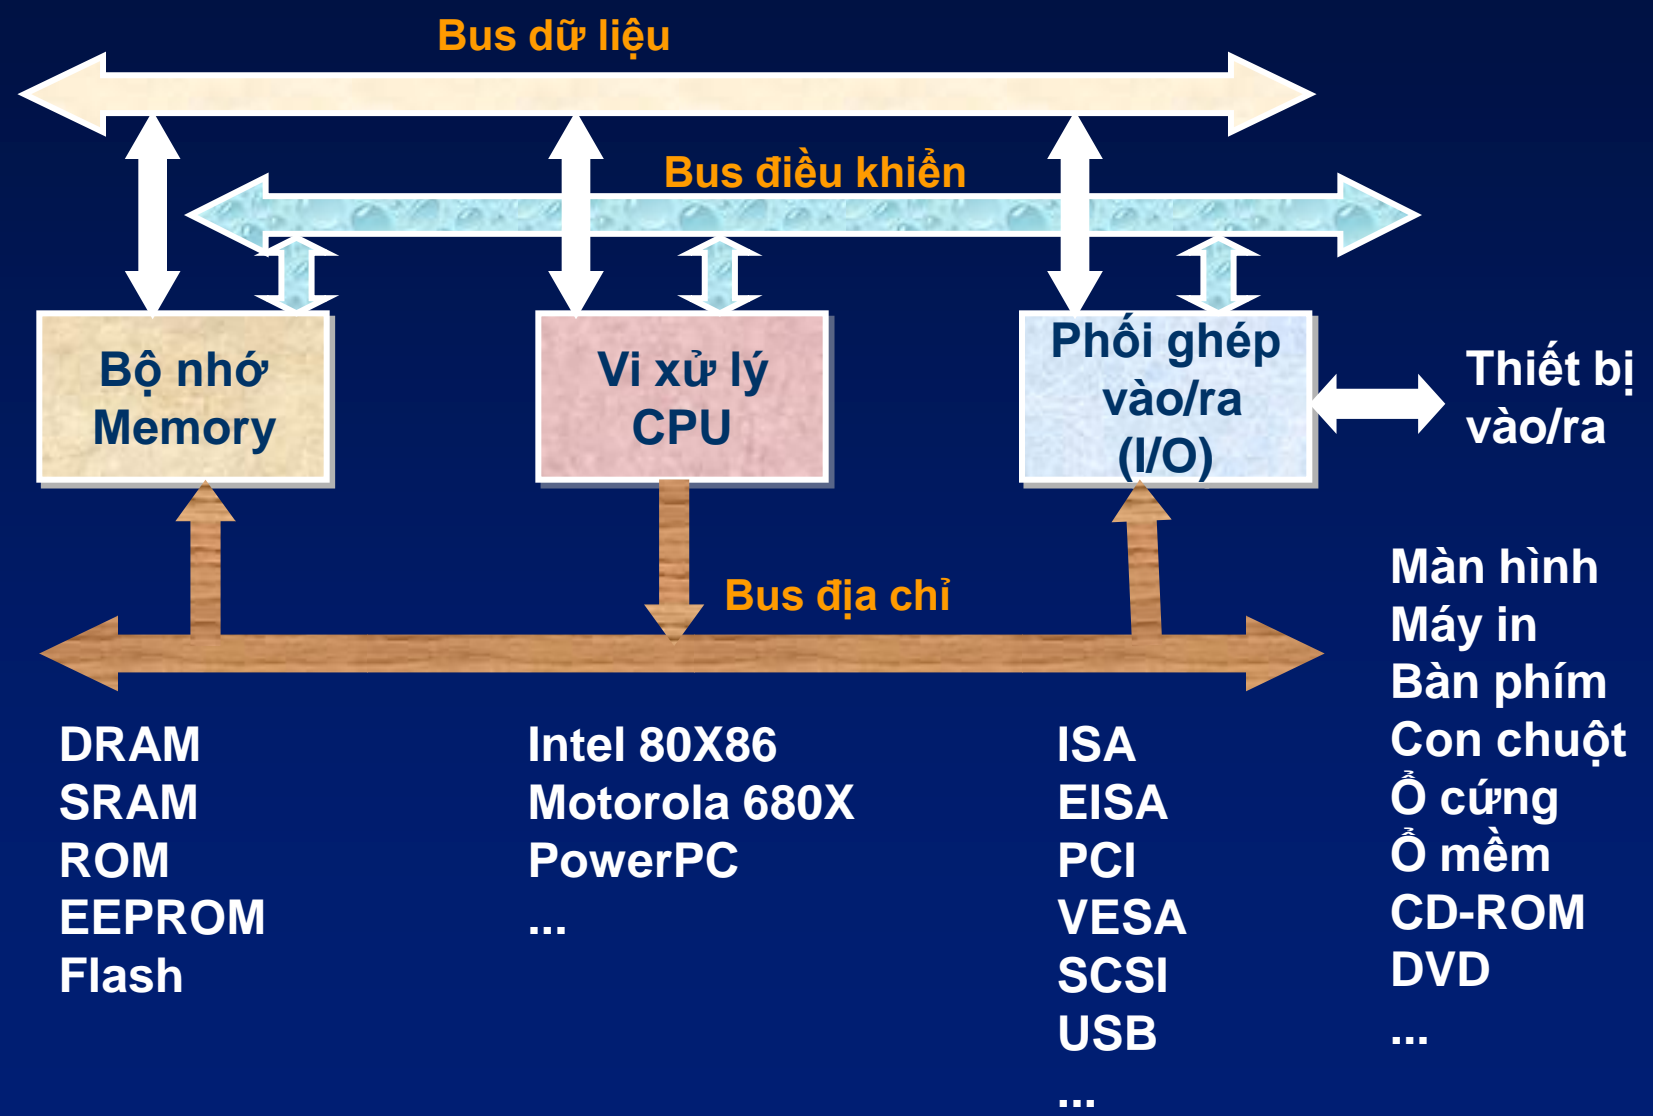 Bus dữ liệu
Bus điều khiển
Bộ nhớ
Memory
Vi xử lý
CPU
Phối ghép
vào/ra
(I/O)
Thiết bị
vào/ra
Bus địa chỉ
DRAM
SRAM
ROM
EEPROM
Flash
Intel 80X86
Motorola 680X
PowerPC
...
ISA
EISA
PCI
VESA
SCSI
USB
...
Màn hình
Máy in
Bàn phím
Con chuột
Ổ cứng
Ổ mềm
CD-ROM
DVD
...